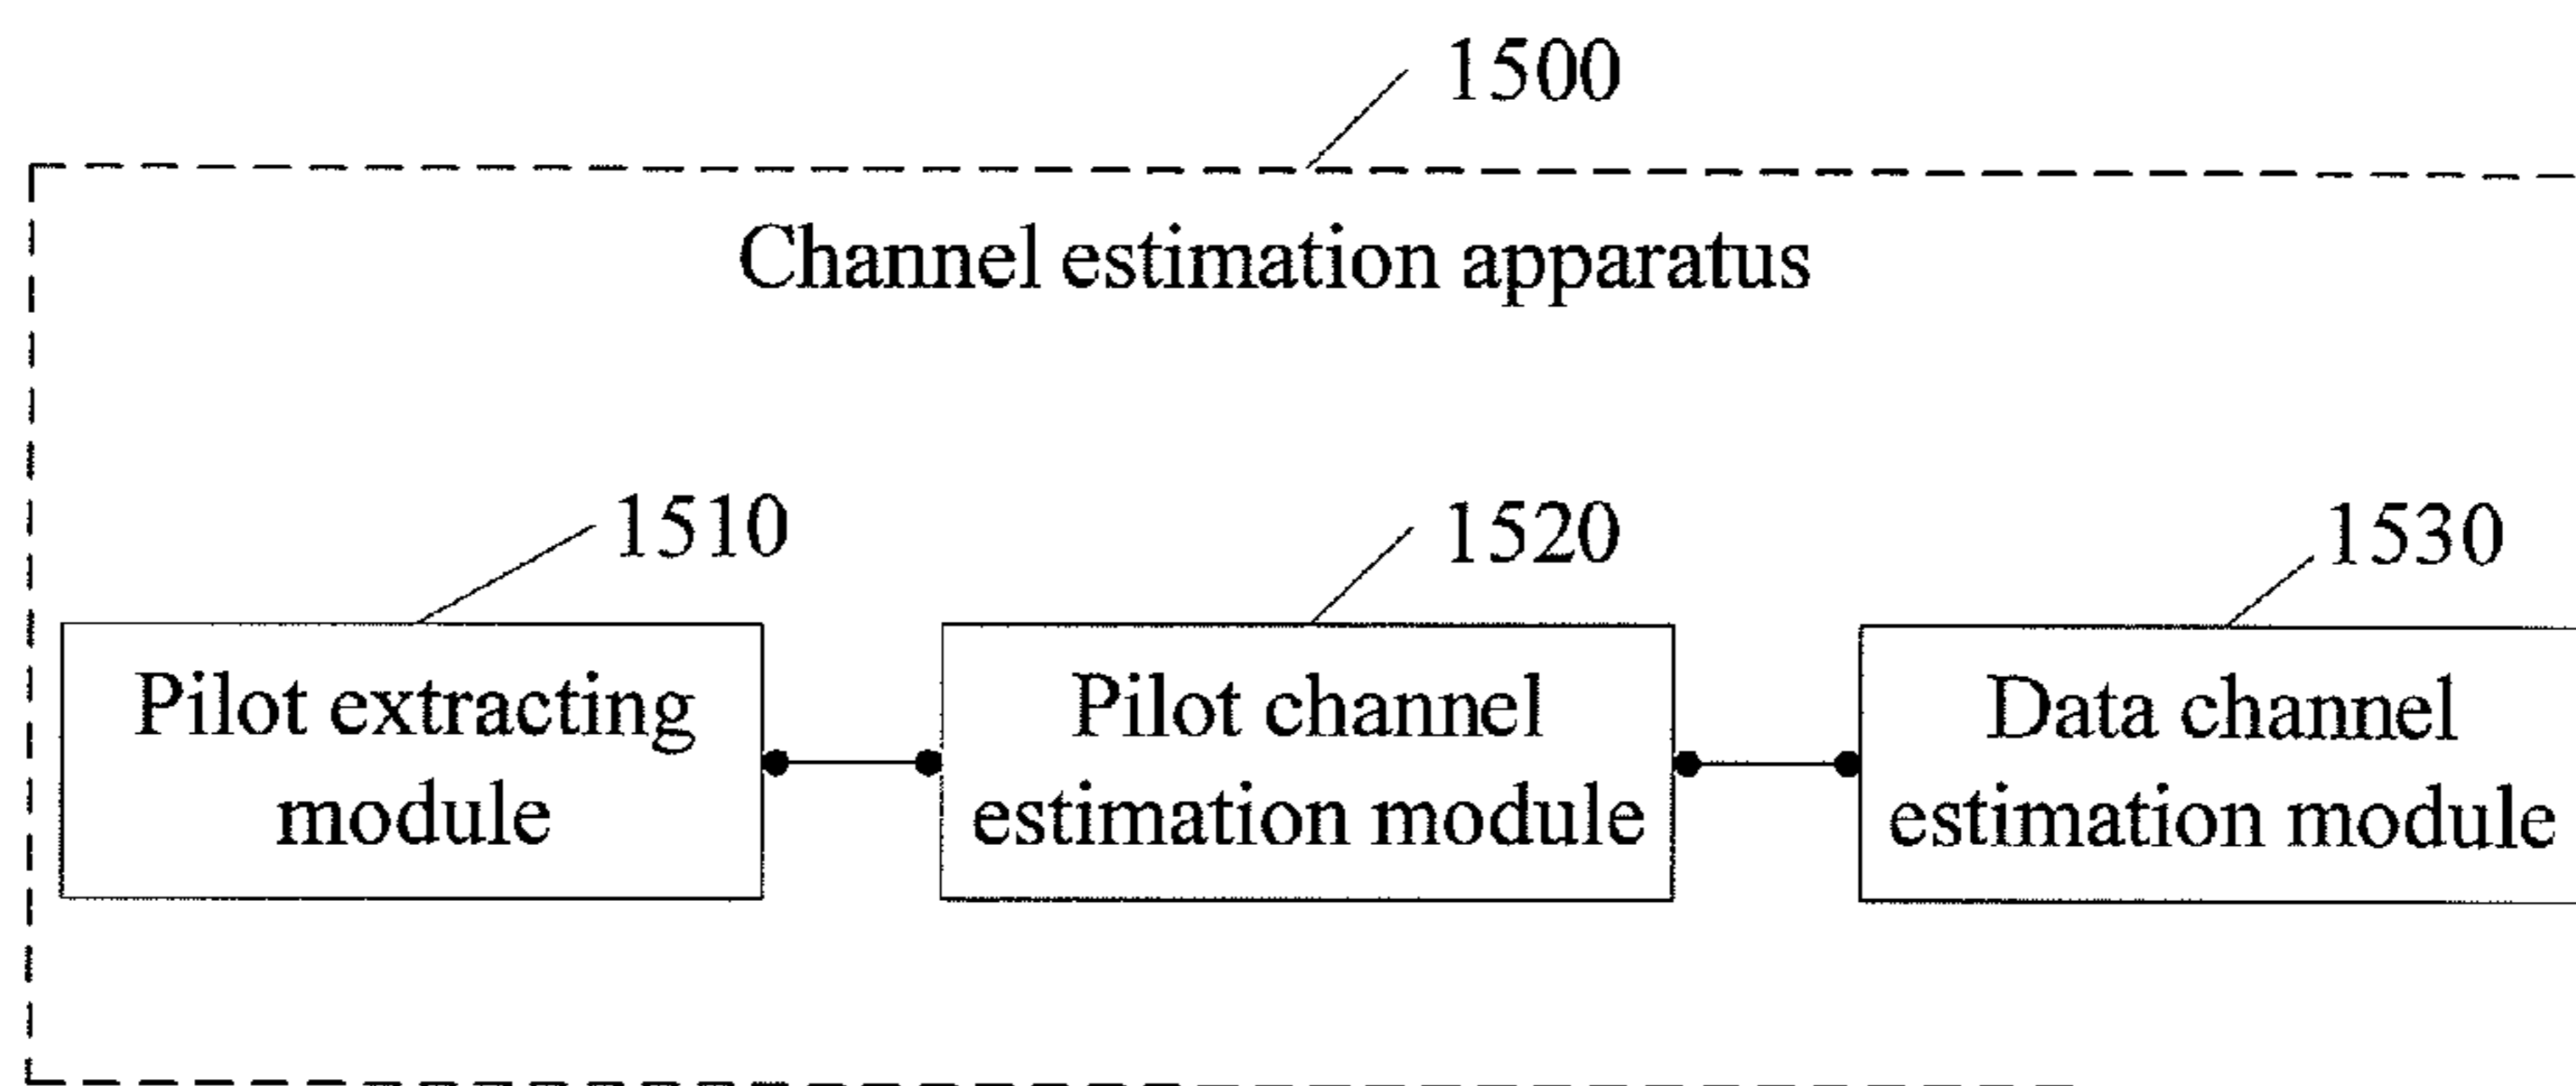 1500
Channel estimation apparatus
1510
1520
1530
Pilot extracting
module
Pilot channel
estimation module
Data channel
estimation module